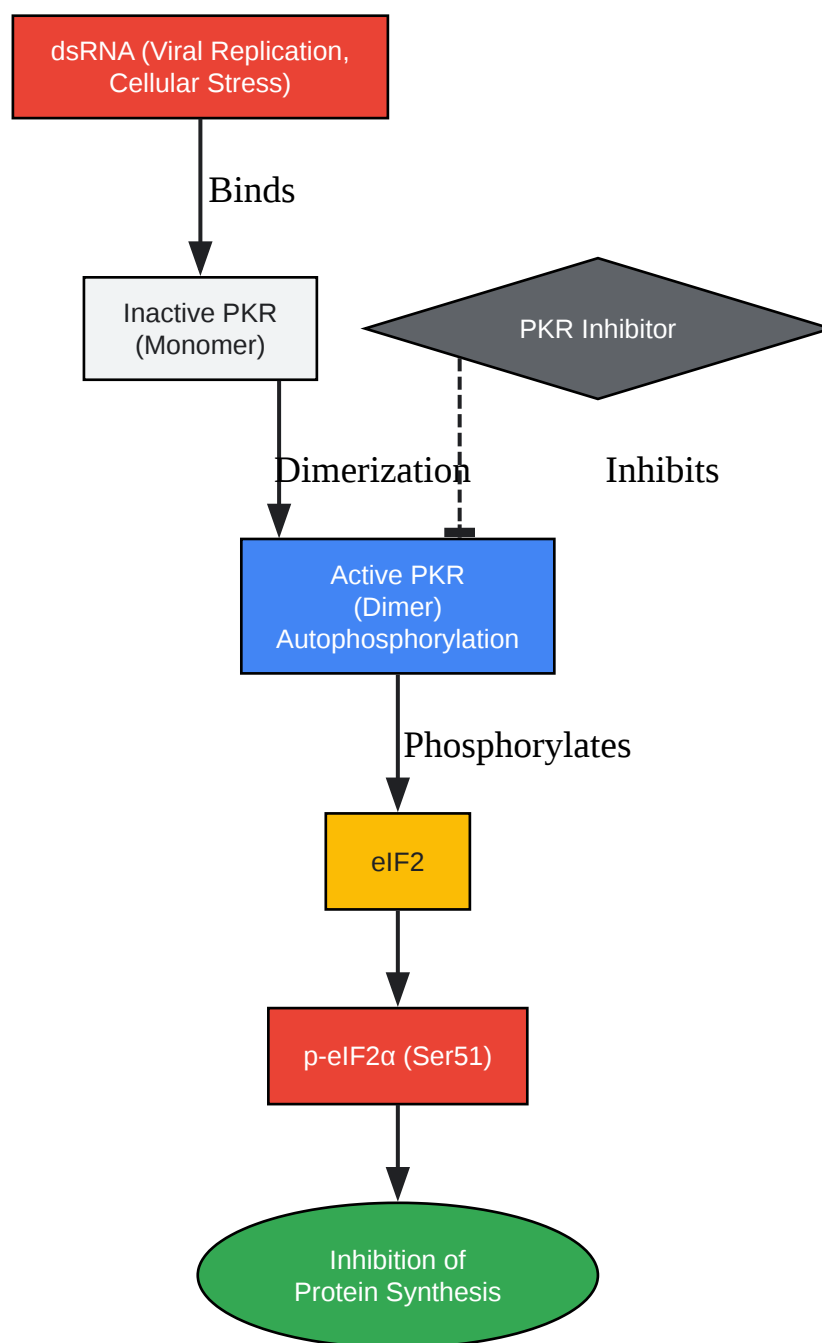 dsRNA (Viral Replication,
Cellular Stress)
Binds
Inactive PKR
(Monomer)
PKR Inhibitor
Dimerization
Inhibits
Active PKR
(Dimer)
Autophosphorylation
Phosphorylates
eIF2
p-eIF2α (Ser51)
Inhibition of
Protein Synthesis